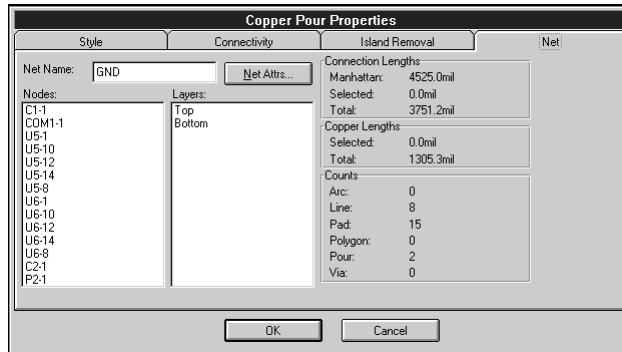 Copper Pour Properties
Style Connectivity Island Removal Net
Net Name: GND Net Attrs...
Nodes: Layers:
C1-1
COM1-1
U5-1
U5-10
U5-12
U5-14
U5-8
U6-1
U6-10
U6-12
U6-14
U6-8
C2-1
P2-1
Top
Bottom
Connection Lengths
Manhattan: 4525.0mil
Selected: 0.0mil
Total: 3751.2mil
Copper Lengths
Selected: 0.0mil
Total: 1305.3mil
Counts
Arc: 0
Line: 8
Pad: 15
Polygon: 0
Pour: 2
Via: 0
OK Cancel